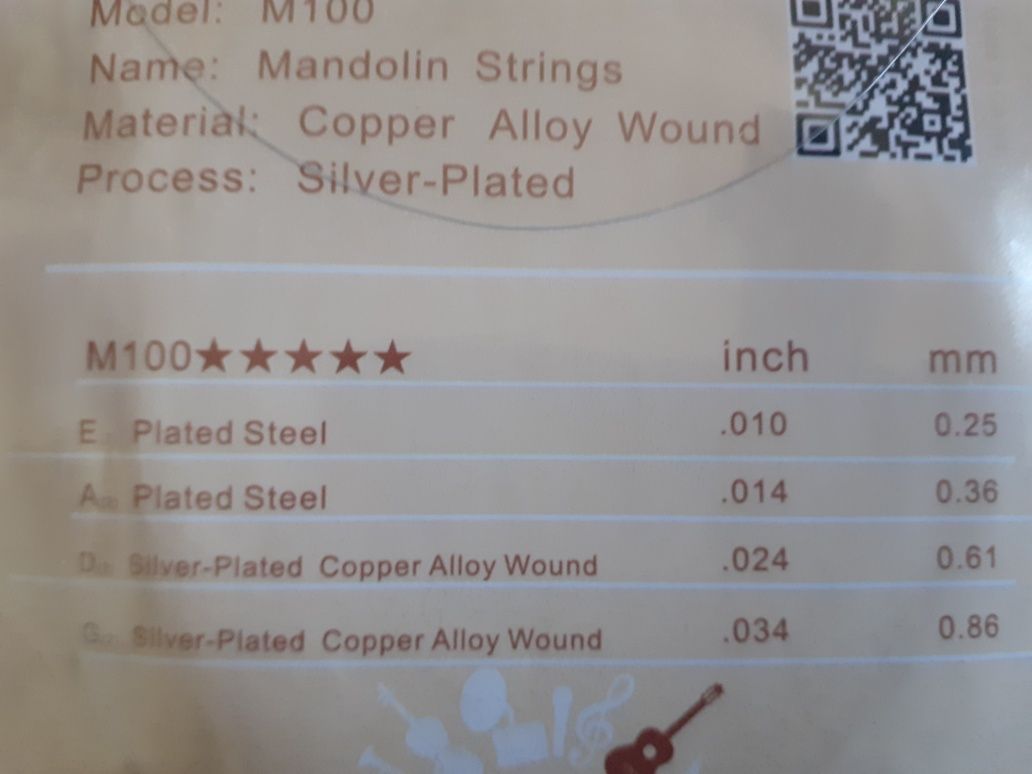 Model: M100
Name: Mandolin Strings
Material: Copper Alloy Wound
Process: Silver-Plated
M100★★★★★ inch mm
E Plated Steel .010 0.25
A Plated Steel .014 0.36
D Silver-Plated Copper Alloy Wound .024 0.61
G Silver-Plated Copper Alloy Wound .034 0.86